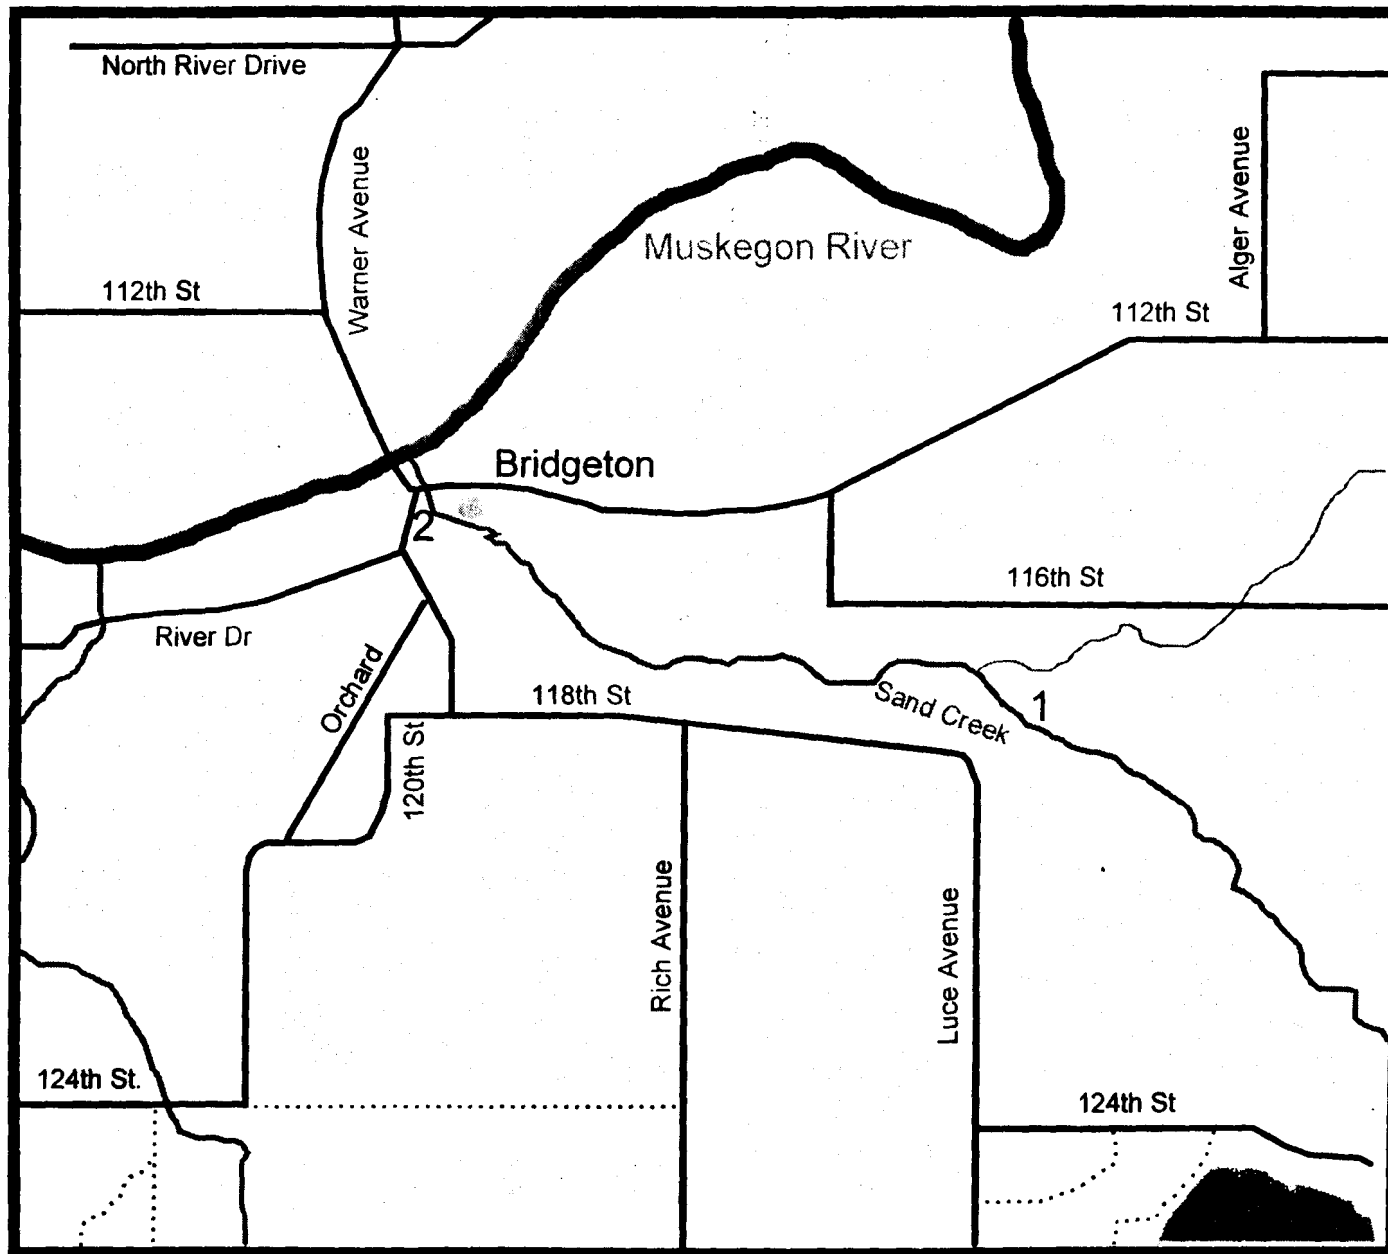 North River Drive
Warner Avenue
Muskegon River
Alger Avenue
112th St
112th St
Bridgeton
2
116th St
River Dr
Orchard
118th St
Sand Creek
1
120th St
Rich Avenue
Luce Avenue
124th St.
124th St